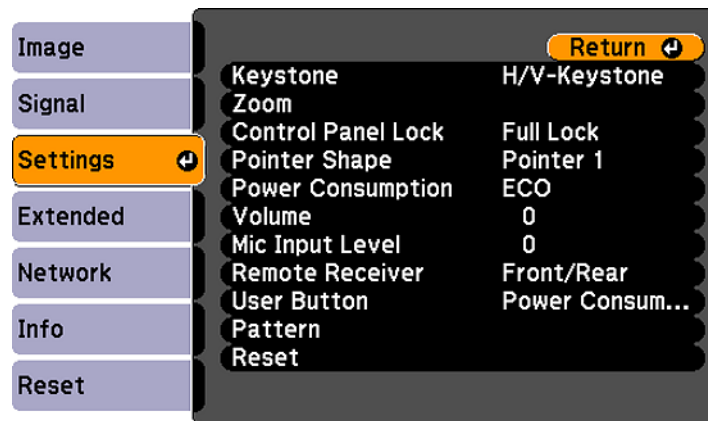 Image
Signal
Settings
Extended
Network
Info
Reset
Return
Keystone H/V-Keystone
Zoom
Control Panel Lock Full Lock
Pointer Shape Pointer 1
Power Consumption ECO
Volume 0
Mic Input Level 0
Remote Receiver Front/Rear
User Button Power Consum...
Pattern
Reset